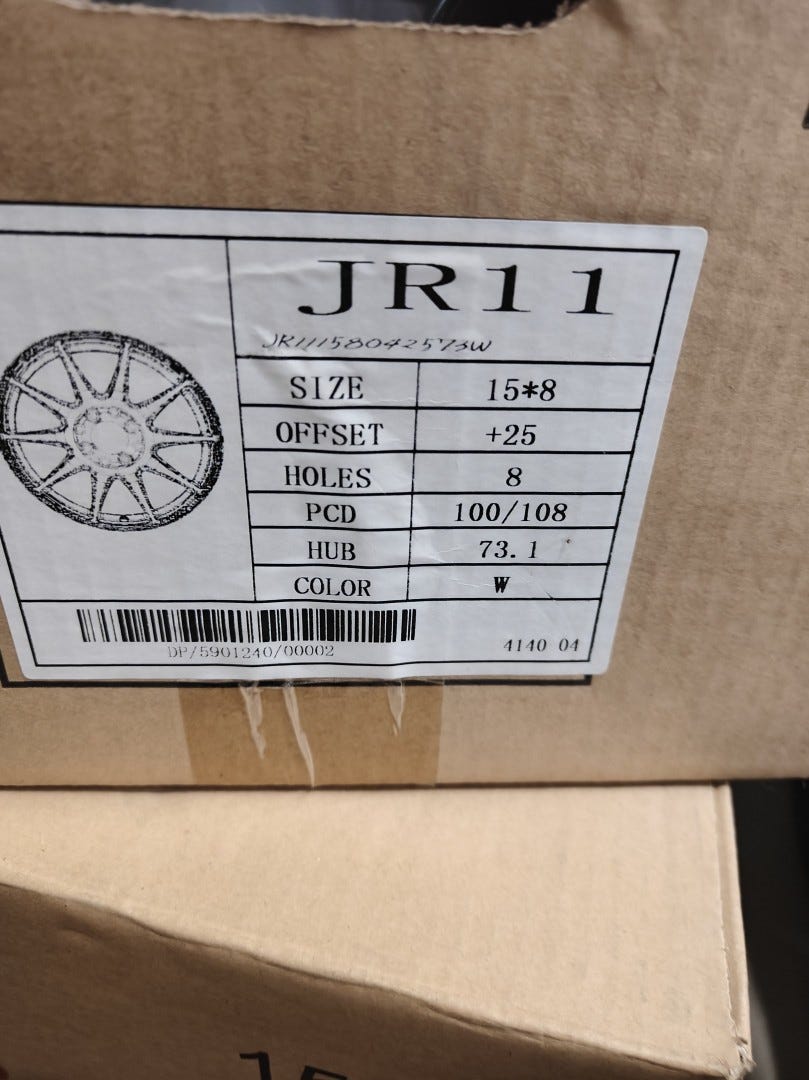 JR11
JR11158042573W
SIZE 15*8
OFFSET +25
HOLES 8
PCD 100/108
HUB 73.1
COLOR W
DP/5901240/00002
4140 04